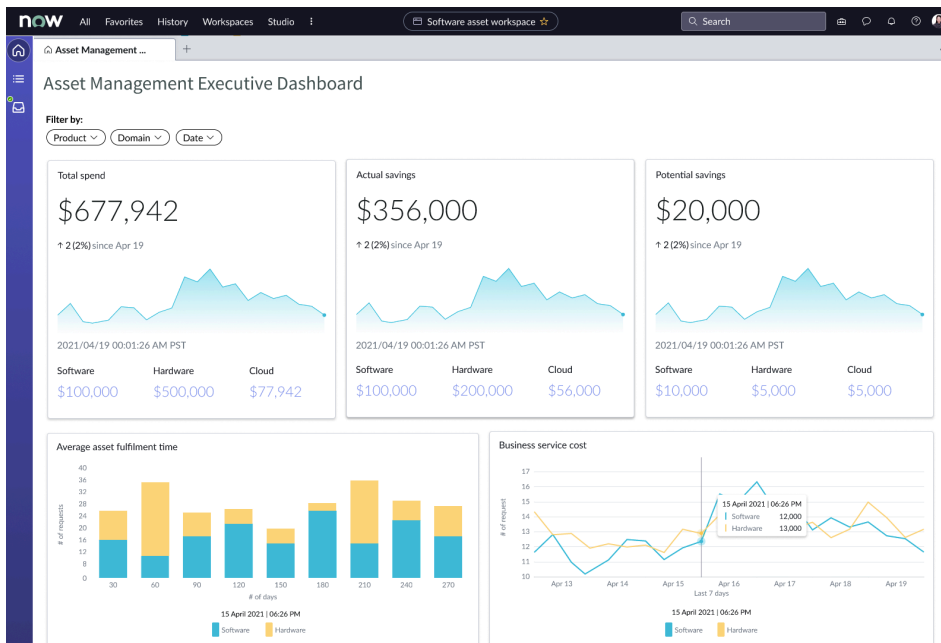 now All Favorites History Workspaces Studio Software asset workspace Search
Asset Management ...
Asset Management Executive Dashboard
Filter by:
Product Domain Date
Total spend
$677,942
↑ 2 (2%) since Apr 19
2021/04/19 00:01:26 AM PST
Software Hardware Cloud
$100,000 $500,000 $77,942
Actual savings
$356,000
↑ 2 (2%) since Apr 19
2021/04/19 00:01:26 AM PST
Software Hardware Cloud
$100,000 $200,000 $56,000
Potential savings
$20,000
↑ 2 (2%) since Apr 19
2021/04/19 00:01:26 AM PST
Software Hardware Cloud
$10,000 $5,000 $5,000
Average asset fulfilment time
# of requests
40
36
32
28
24
20
16
12
8
0
30 60 90 120 150 180 210 240 270
# of days
15 April 2021 | 06:26 PM
Software Hardware
Business service cost
# of request
17
16
15
14
13
12
11
10
15 April 2021 | 06:26 PM
Software 12,000
Hardware 13,000
Apr 13 Apr 14 Apr 15 Apr 16 Apr 17 Apr 18 Apr 19
Last 7 days
15 April 2021 | 06:26 PM
Software Hardware